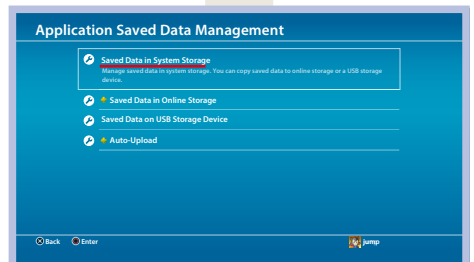 Application Saved Data Management
Saved Data in System Storage
Manage saved data in system storage. You can copy saved data to online storage or a USB storage
device.
Saved Data in Online Storage
Saved Data on USB Storage Device
Auto-Upload
Back Enter jump